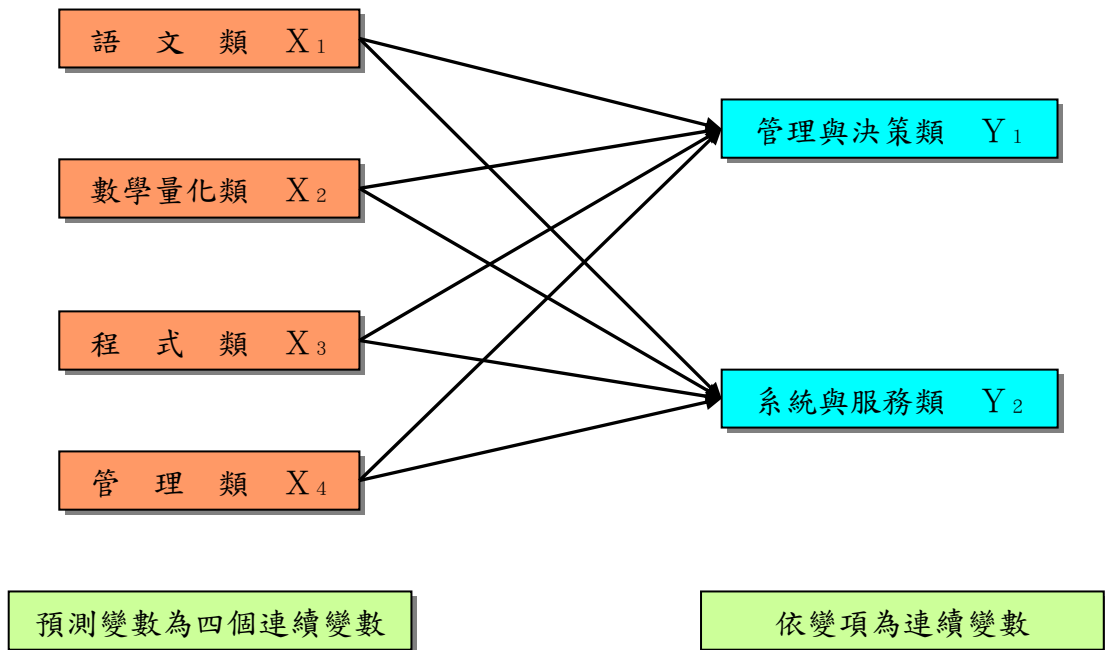 語文類 X₁
管理與決策類 Y₁
數學量化類 X₂
程式類 X₃
系統與服務類 Y₂
管理類 X₄
預測變數為四個連續變數
依變項為連續變數